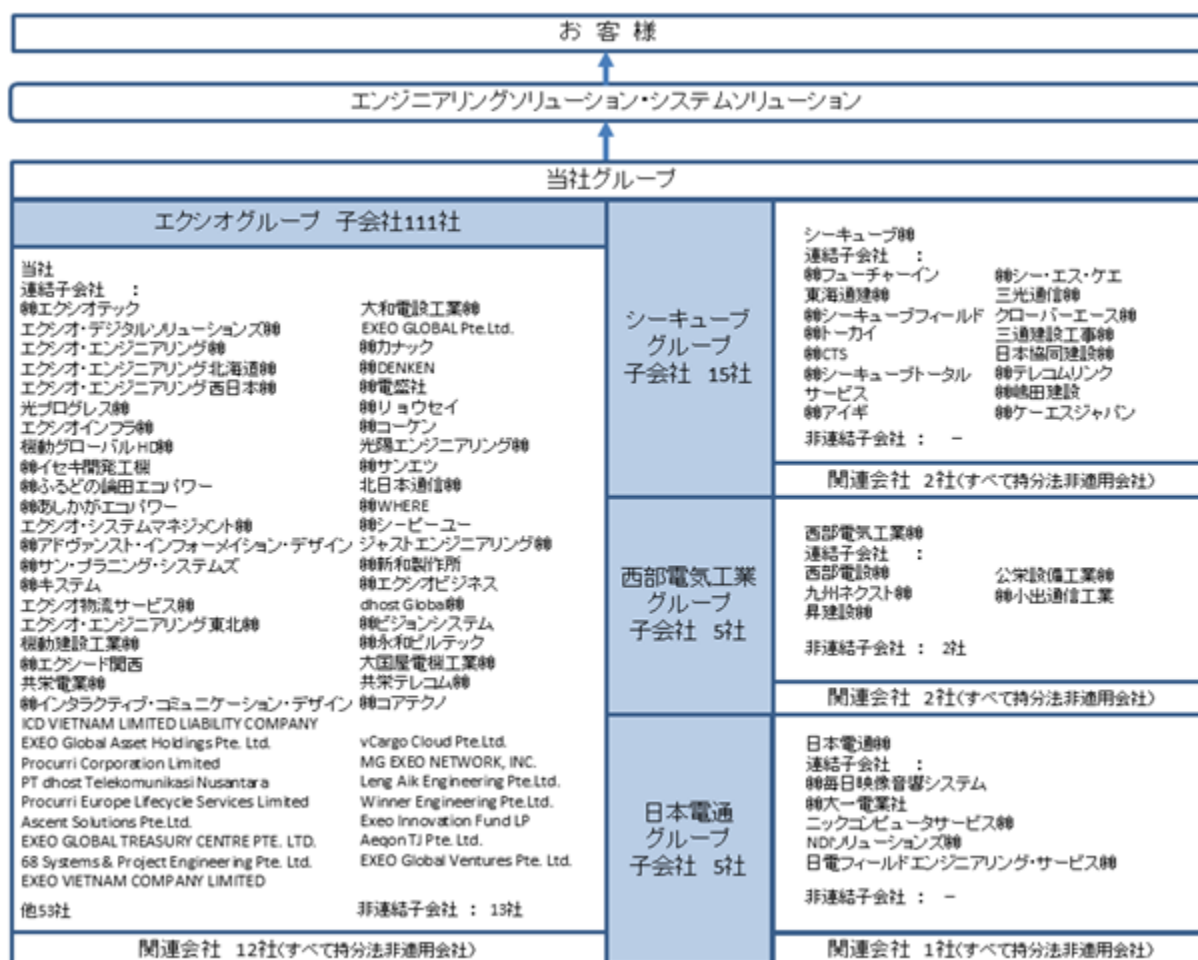 お 客 様
エンジニアリングソリューション・システムソリューション
当社グループ
エクシオグループ 子会社111社
当社
連結子会社 :
㈱エクシオテック
エクシオ・デジタルソリューションズ㈱
エクシオ・エンジニアリング㈱
エクシオ・エンジニアリング北海道㈱
エクシオ・エンジニアリング西日本㈱
光プログレス㈱
エクシオインフラ㈱
機動グローバルHD㈱
㈱イセキ開発工機
㈱ふるどの論田エコパワー
㈱あしかがエコパワー
エクシオ・システムマネジメント㈱
㈱アドヴァンスト・インフォーメイション・デザイン
㈱サン・プラニング・システムズ
㈱キステム
エクシオ物流サービス㈱
エクシオ・エンジニアリング東北㈱
機動建設工業㈱
㈱エクシード関西
共栄電業㈱
㈱インタラクティブ・コミュニケーション・デザイン
ICD VIETNAM LIMITED LIABILITY COMPANY
EXEO Global Asset Holdings Pte. Ltd.
Procurri Corporation Limited
PT dhost Telekomunikasi Nusantara
Procurri Europe Lifecycle Services Limited
Ascent Solutions Pte.Ltd.
EXEO GLOBAL TREASURY CENTRE PTE. LTD.
68 Systems & Project Engineering Pte. Ltd.
EXEO VIETNAM COMPANY LIMITED
他53社
大和電設工業㈱
EXEO GLOBAL Pte.Ltd.
㈱カナック
㈱DENKEN
㈱電盛社
㈱リョウセイ
㈱コーケン
光陽エンジニアリング㈱
㈱サンエツ
北日本通信㈱
㈱WHERE
㈱シーピーユー
ジャストエンジニアリング㈱
㈱新和製作所
㈱エクシオビジネス
dhost Global㈱
㈱ビジョンシステム
㈱永和ビルテック
大国屋電機工業㈱
共栄テレコム㈱
㈱コアテクノ
vCargo Cloud Pte.Ltd.
MG EXEO NETWORK, INC.
Leng Aik Engineering Pte.Ltd.
Winner Engineering Pte.Ltd.
Exeo Innovation Fund LP
Aeqon TJ Pte. Ltd.
EXEO Global Ventures Pte. Ltd.
非連結子会社 : 13社
関連会社 12社(すべて持分法非適用会社)
シーキューブ
グループ
子会社 15社
シーキューブ㈱
連結子会社 :
㈱フューチャーイン
東海通建㈱
㈱シーキューブフィールド
㈱トーカイ
㈱CTS
㈱シーキューブトータル
サービス
㈱アイギ
㈱シー・エス・ケエ
三光通信㈱
クローバーエース㈱
三通建設工事㈱
日本協同建設㈱
㈱テレコムリンク
㈱嶋田建設
㈱ケーエスジャパン
非連結子会社 : －
関連会社 2社(すべて持分法非適用会社)
西部電気工業
グループ
子会社 5社
西部電気工業㈱
連結子会社 :
西部電設㈱
九州ネクスト㈱
昇建設㈱
公栄設備工業㈱
㈱小出通信工業
非連結子会社 : 2社
関連会社 2社(すべて持分法非適用会社)
日本電通
グループ
子会社 5社
日本電通㈱
連結子会社 :
㈱毎日映像音響システム
㈱大一電業社
ニックコンピュータサービス㈱
NDIソリューションズ㈱
日電フィールドエンジニアリング・サービス㈱
非連結子会社 : －
関連会社 1社(すべて持分法非適用会社)